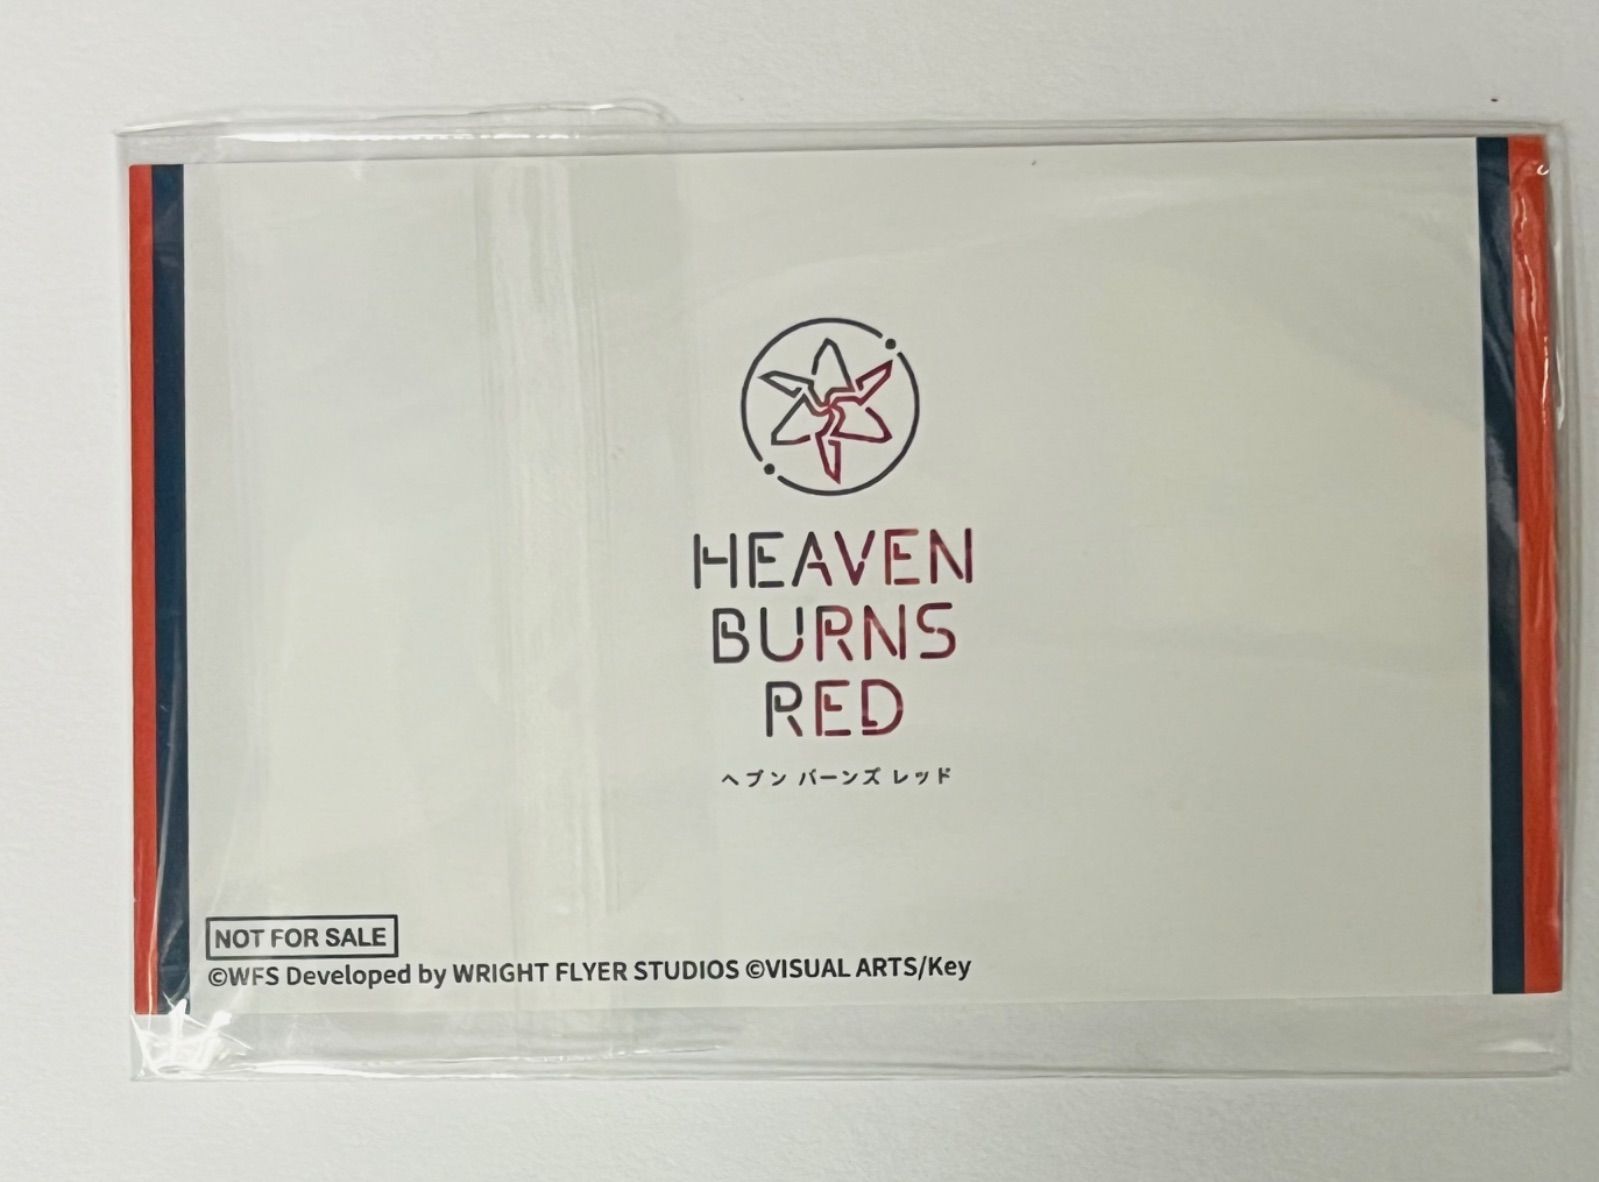 HEAVEN
BURNS
RED
ヘブン バーンズ レッド
NOT FOR SALE
©WFS Developed by WRIGHT FLYER STUDIOS ©VISUAL ARTS/Key